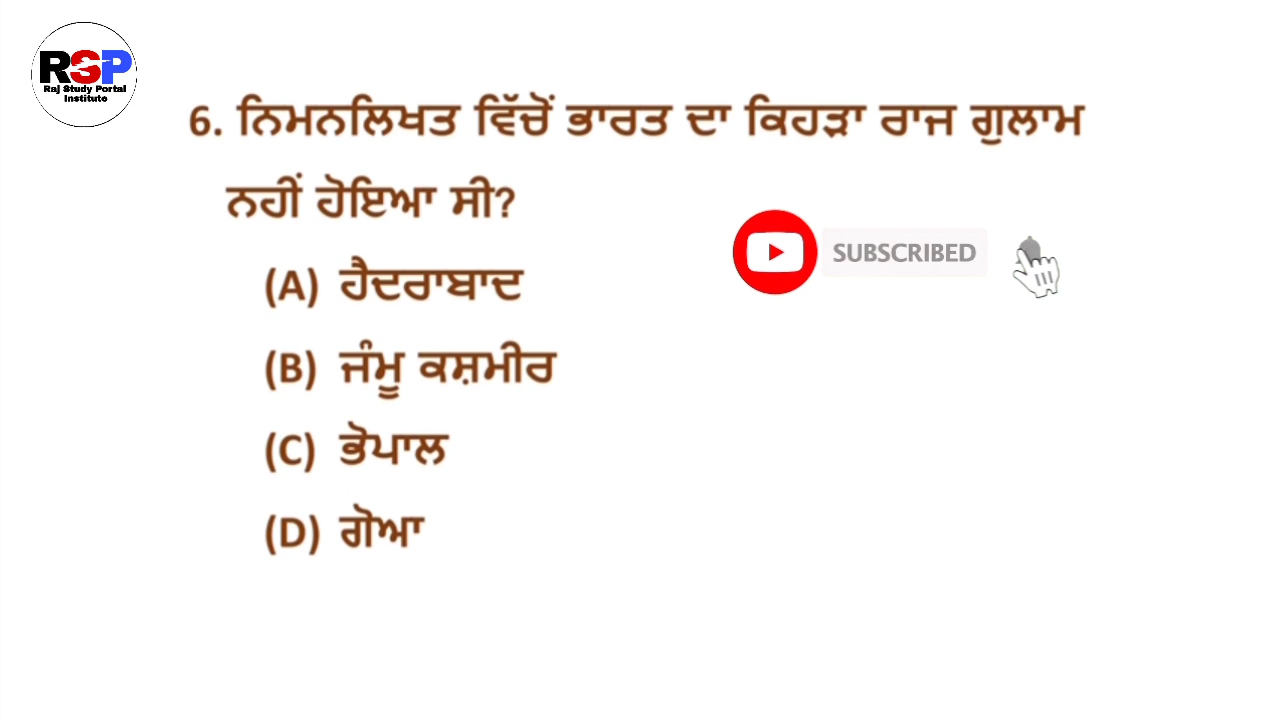 RSP
Raj Study Portal
Institute
6. ਨਿਮਨਲਿਖਤ ਵਿੱਚੋਂ ਭਾਰਤ ਦਾ ਕਿਹੜਾ ਰਾਜ ਗੁਲਾਮ
ਨਹੀਂ ਹੋਇਆ ਸੀ?
SUBSCRIBED
(A) ਹੈਦਰਾਬਾਦ
(B) ਜੰਮੂ ਕਸ਼ਮੀਰ
(C) ਭੋਪਾਲ
(D) ਗੋਆ